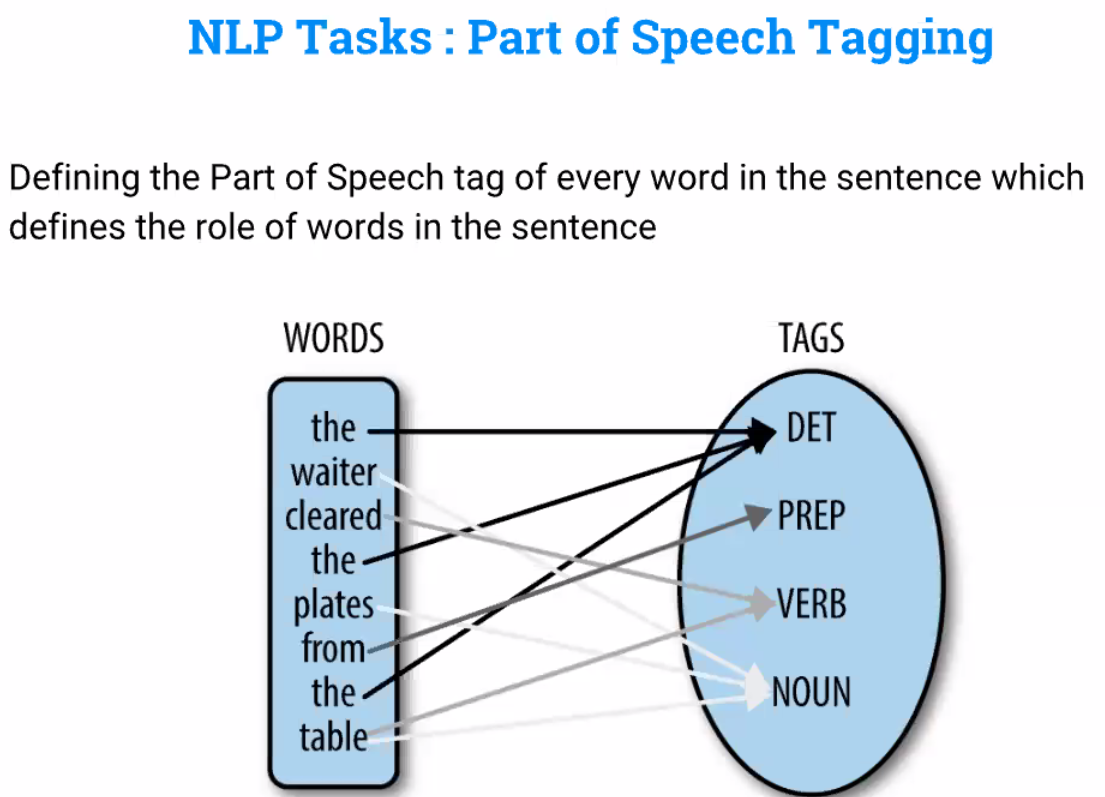 NLP Tasks : Part of Speech Tagging
Defining the Part of Speech tag of every word in the sentence which
defines the role of words in the sentence
WORDS
the
waiter
cleared
the
plates
from
the
table
TAGS
DET
PREP
VERB
NOUN